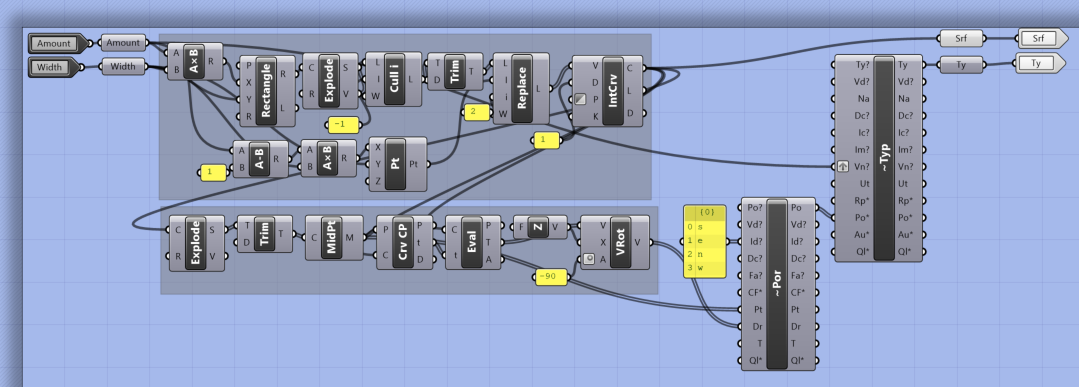 Amount
Amount
Width
Width
A
B
A×B
R
P
X
Y
R
Rectangle
R
L
C
R
Explode
S
V
-1
L
I
W
Cull i
L
T
D
Trim
T
2
L
I
i
W
Replace
L
V
D
P
K
IntCrv
C
L
D
1
1
A
B
A-B
R
A
B
A×B
R
X
Y
Z
Pt
Pt
C
R
Explode
S
V
T
D
Trim
T
C
MidPt
M
P
C
Crv CP
P
t
D
C
t
Eval
P
T
A
F
Z
V
-90
V
X
A
VRot
V
{0}
0 s
1 e
2 n
3 w
Po?
Vd?
Id?
Dc?
Fa?
CF*
Pt
Dr
T
Ql*
~Por
Po
Vd?
Id?
Dc?
Fa?
CF*
Pt
Dr
T
Ql*
Ty?
Vd?
Na
Dc?
Ic?
Im?
Vn?
Ut
Rp*
Po*
Au*
Ql*
~Typ
Ty
Vd?
Na
Dc?
Ic?
Im?
Vn?
Ut
Rp*
Po*
Au*
Ql*
Srf
Srf
Ty
Ty